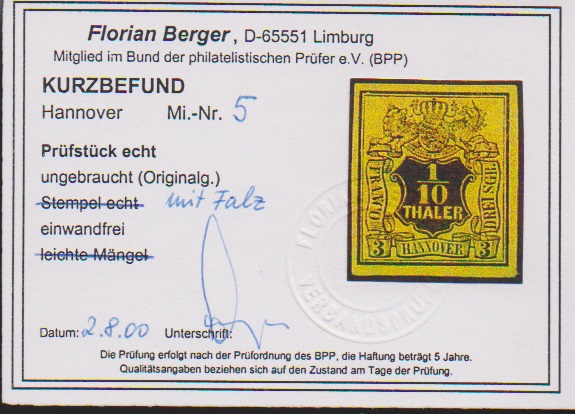 Florian Berger, D-65551 Limburg
Mitglied im Bund der philatelistischen Prüfer e.V. (BPP)
KURZBEFUND
Hannover Mi.-Nr. 5
Prüfstück echt
ungebraucht (Originalg.)
Stempel echt mit Falz
einwandfrei
leichte Mängel
FRANCO
1
10
THALER
3 HANNOVER 3
VERBANDSPRÜ
Datum: 2.8.00 Unterschrift:
Die Prüfung erfolgt nach der Prüfordnung des BPP, die Haftung beträgt 5 Jahre.
Qualitätsangaben beziehen sich auf den Zustand am Tage der Prüfung.